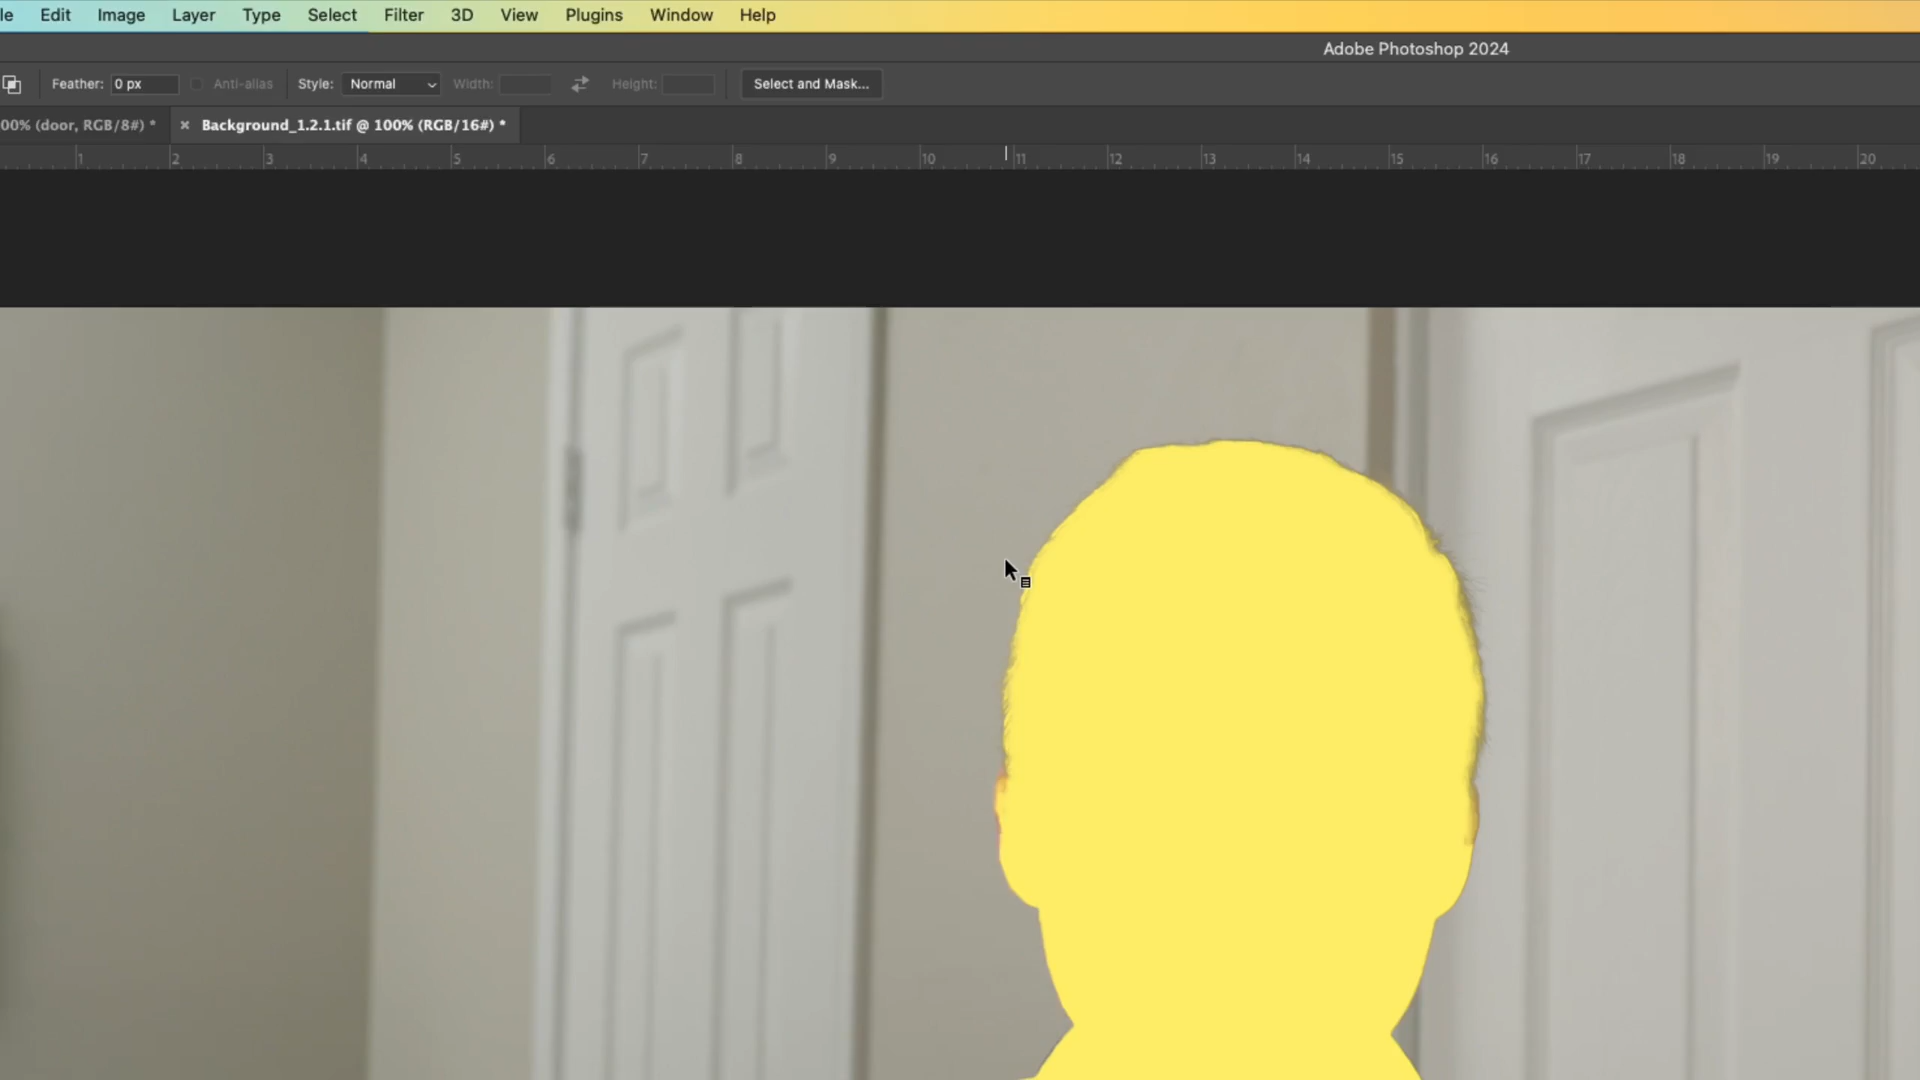 le Edit Image Layer Type Select Filter 3D View Plugins Window Help
Adobe Photoshop 2024
Feather: 0 px Anti-alias Style: Normal Width: Height: Select and Mask...
00% (door, RGB/8#) * × Background_1.2.1.tif @ 100% (RGB/16#) *
1 2 3 4 5 6 7 8 9 10 11 12 13 14 15 16 17 18 19 20